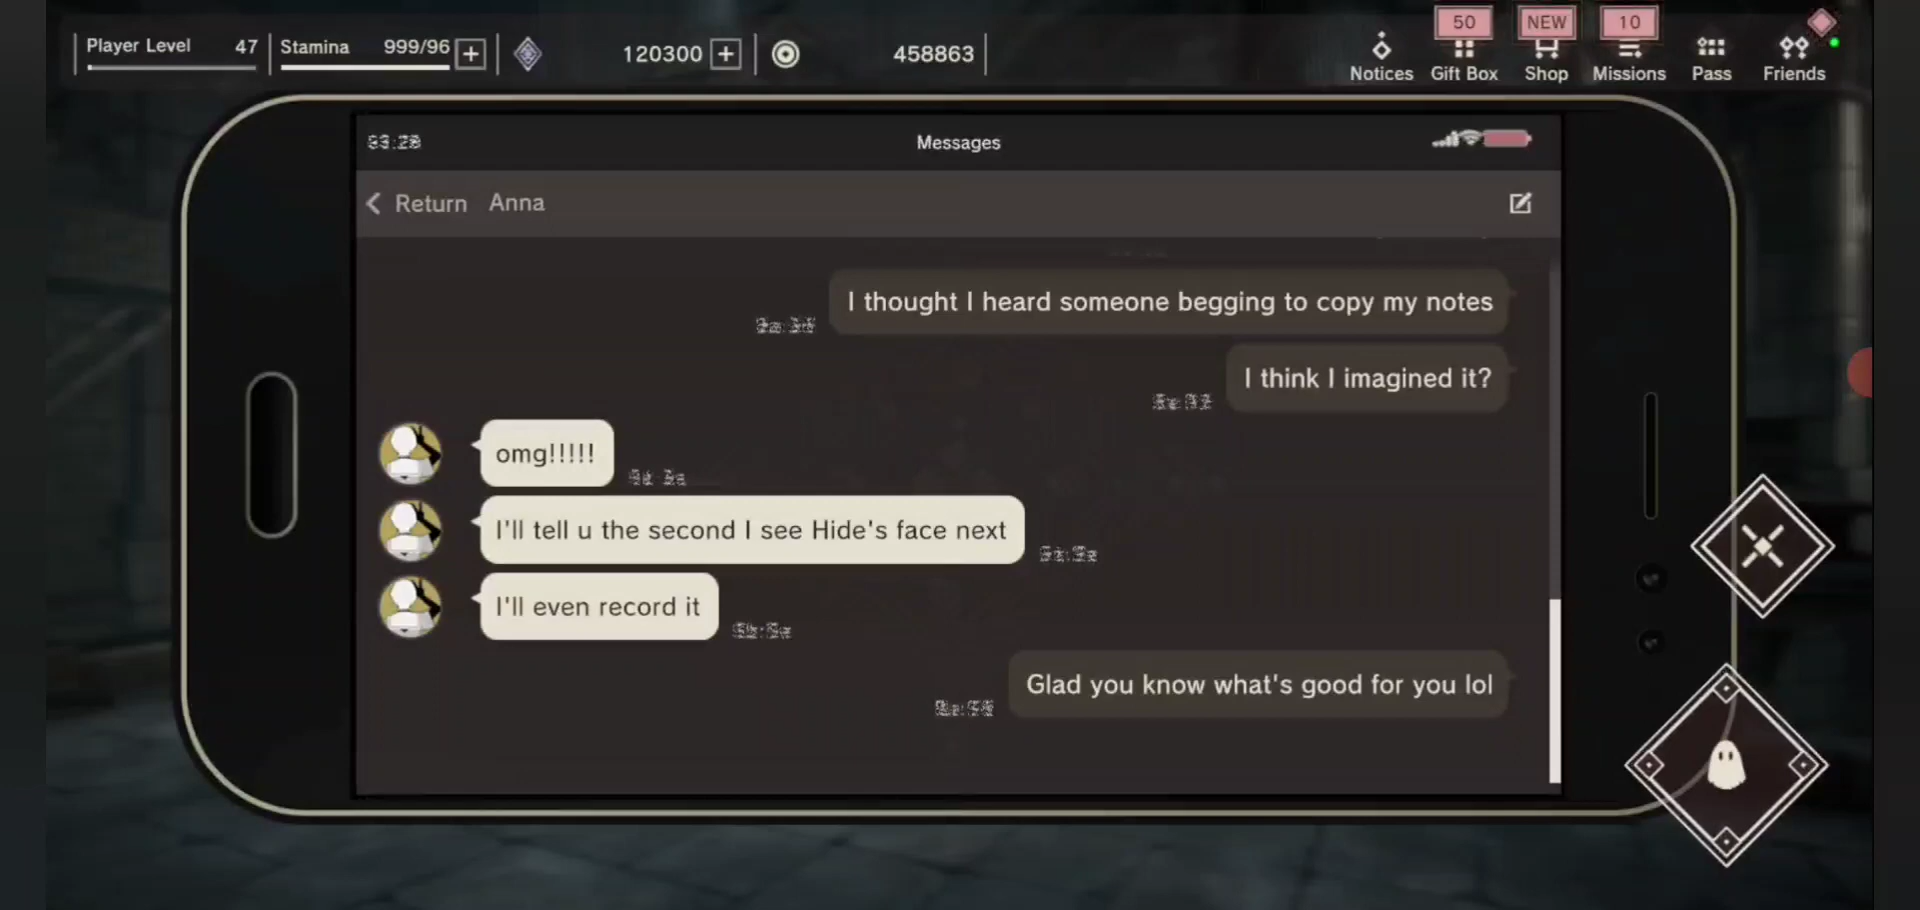 Player Level 47 Stamina 999/96 120300 458863
50 NEW 10
Notices Gift Box Shop Missions Pass Friends
Messages
Return Anna
I thought I heard someone begging to copy my notes
I think I imagined it?
omg!!!!!
I'll tell u the second I see Hide's face next
I'll even record it
Glad you know what's good for you lol